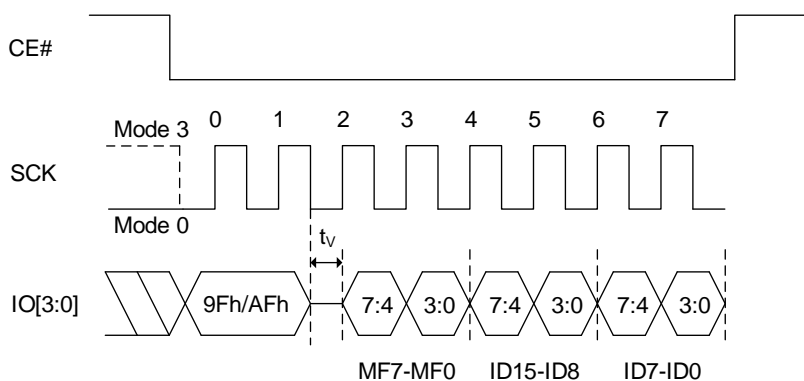 CE#
Mode 3 0 1 2 3 4 5 6 7
SCK
Mode 0
tV
IO[3:0] 9Fh/AFh 7:4 3:0 7:4 3:0 7:4 3:0
MF7-MF0 ID15-ID8 ID7-ID0